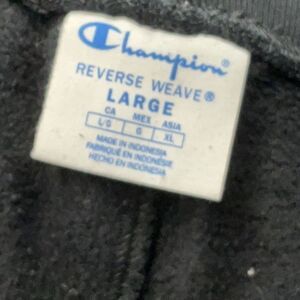 Champion®
REVERSE WEAVE®
LARGE
CA MEX ASIA
L/G G XL
MADE IN INDONESIA
FABRIQUÉ EN INDONÉSIE
HECHO EN INDONESIA